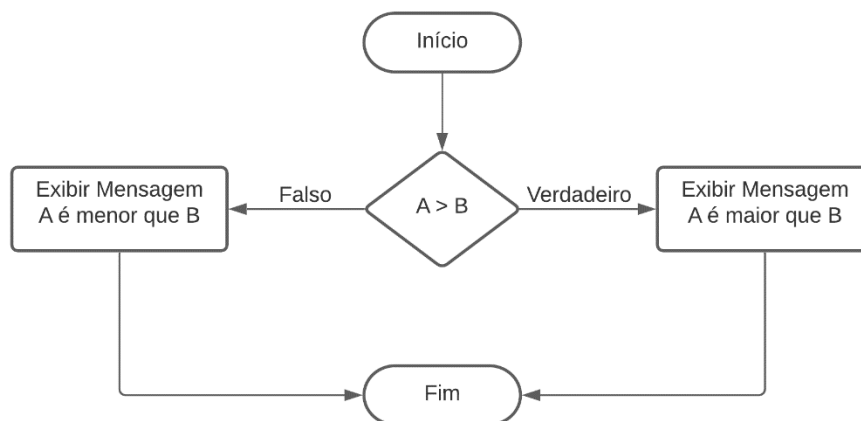 Início
A > B
Falso
Verdadeiro
Exibir Mensagem
A é menor que B
Exibir Mensagem
A é maior que B
Fim